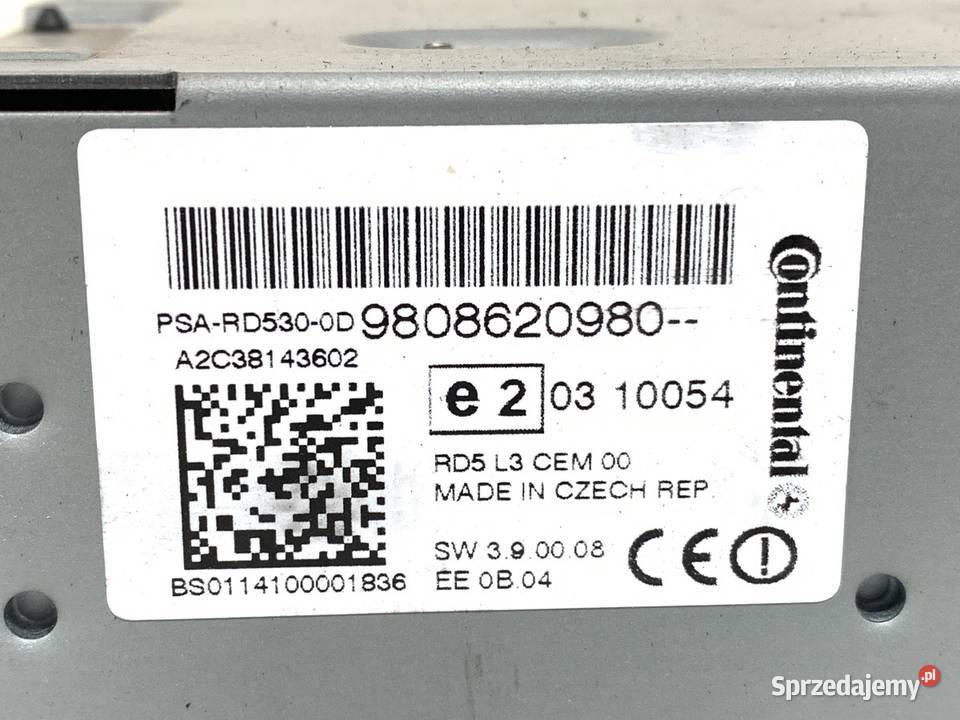 PSA-RD530-0D 9808620980--
A2C38143602
e 2 03 10054
RD5 L3 CEM 00
MADE IN CZECH REP.
SW 3.9.00.08
EE 0B.04
BS0114100001836
CE
Continental
Sprzedajemy.pl